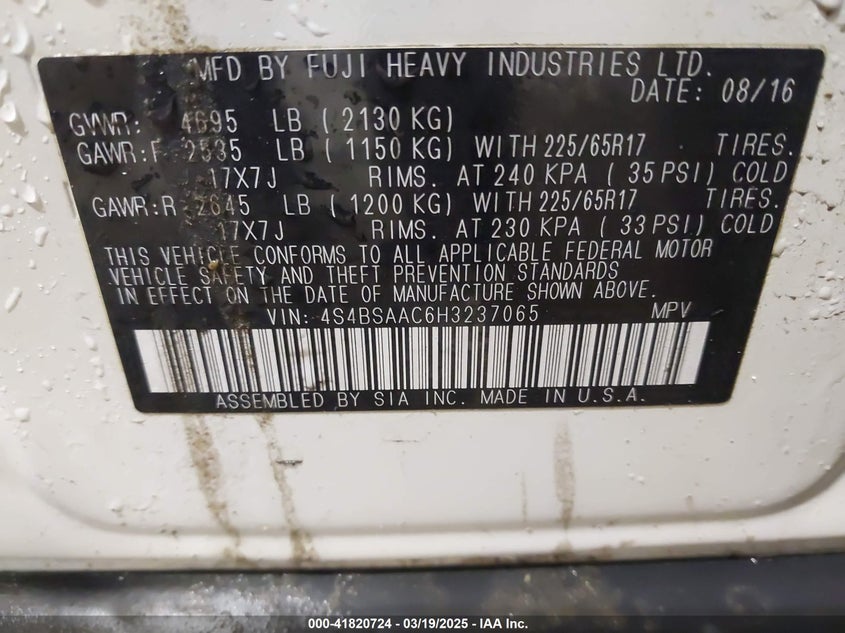 MFD BY FUJI HEAVY INDUSTRIES LTD.
DATE: 08/16
GVWR: 4695 LB ( 2130 KG)
GAWR:F 2535 LB ( 1150 KG) WITH 225/65R17 TIRES.
17X7J RIMS. AT 240 KPA ( 35 PSI) COLD
GAWR:R 2645 LB ( 1200 KG) WITH 225/65R17 TIRES.
17X7J RIMS. AT 230 KPA ( 33 PSI) COLD
THIS VEHICLE CONFORMS TO ALL APPLICABLE FEDERAL MOTOR
VEHICLE SAFETY AND THEFT PREVENTION STANDARDS
IN EFFECT ON THE DATE OF MANUFACTURE SHOWN ABOVE.
VIN: 4S4BSAAC6H3237065 MPV
ASSEMBLED BY SIA INC. MADE IN U.S.A.
000-41820724 - 03/19/2025 - IAA Inc.